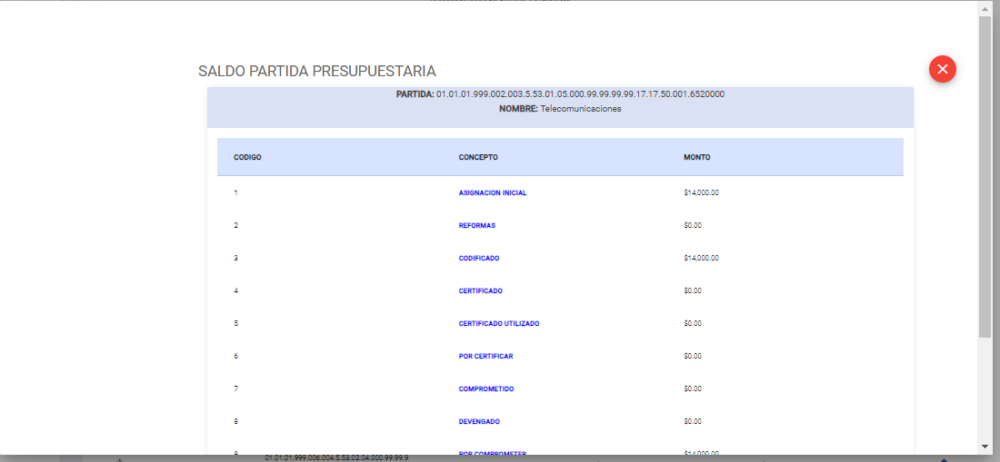 SALDO PARTIDA PRESUPUESTARIA
PARTIDA: 01.01.01.999.002.003.5.53.01.05.000.99.99.99.99.17.17.50.001.6520000
NOMBRE: Telecomunicaciones
CODIGO CONCEPTO MONTO
1 ASIGNACION INICIAL $14,000.00
2 REFORMAS $0.00
3 CODIFICADO $14,000.00
4 CERTIFICADO $0.00
5 CERTIFICADO UTILIZADO $0.00
6 POR CERTIFICAR $0.00
7 COMPROMETIDO $0.00
8 DEVENGADO $0.00
9 POR COMPROMETER $14,000.00
01.01.01.999.006.004.5.53.02.04.000.99.99.9